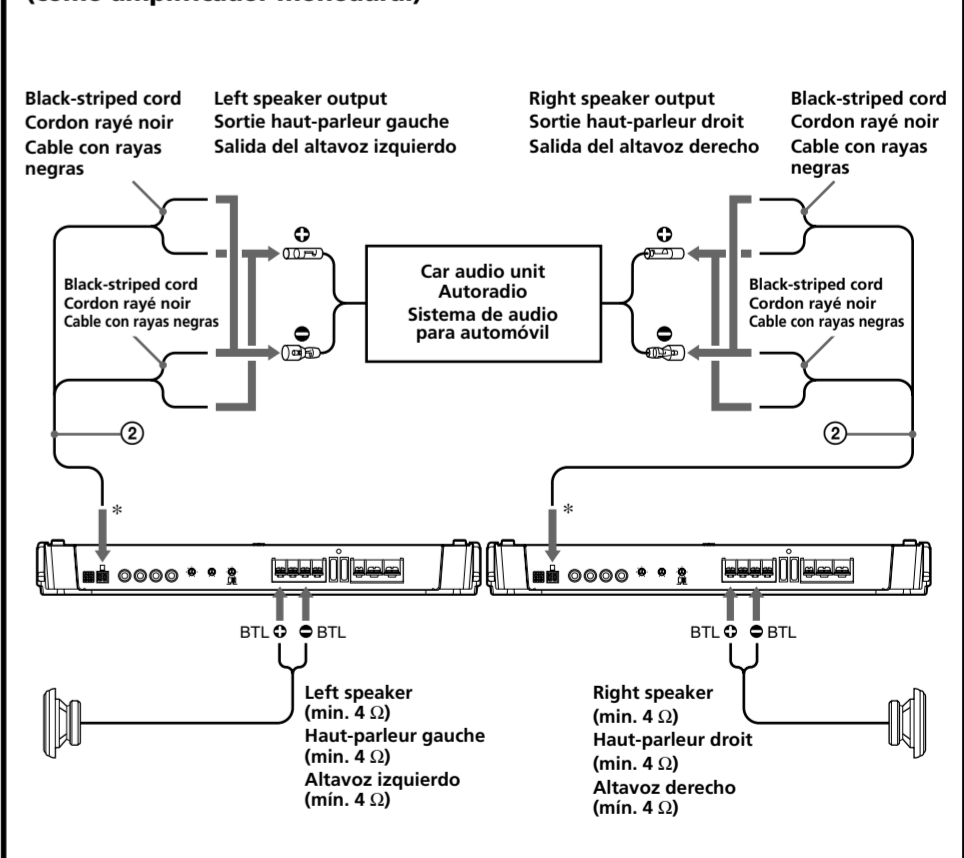 Black-striped cord
Cordon rayé noir
Cable con rayas
negras
Left speaker output
Sortie haut-parleur gauche
Salida del altavoz izquierdo
Right speaker output
Sortie haut-parleur droit
Salida del altavoz derecho
Black-striped cord
Cordon rayé noir
Cable con rayas
negras
Black-striped cord
Cordon rayé noir
Cable con rayas negras
Car audio unit
Autoradio
Sistema de audio
para automóvil
Black-striped cord
Cordon rayé noir
Cable con rayas negras
②
②
*
*
BTL + − BTL
BTL + − BTL
Left speaker
(min. 4 Ω)
Haut-parleur gauche
(min. 4 Ω)
Altavoz izquierdo
(mín. 4 Ω)
Right speaker
(min. 4 Ω)
Haut-parleur droit
(min. 4 Ω)
Altavoz derecho
(mín. 4 Ω)